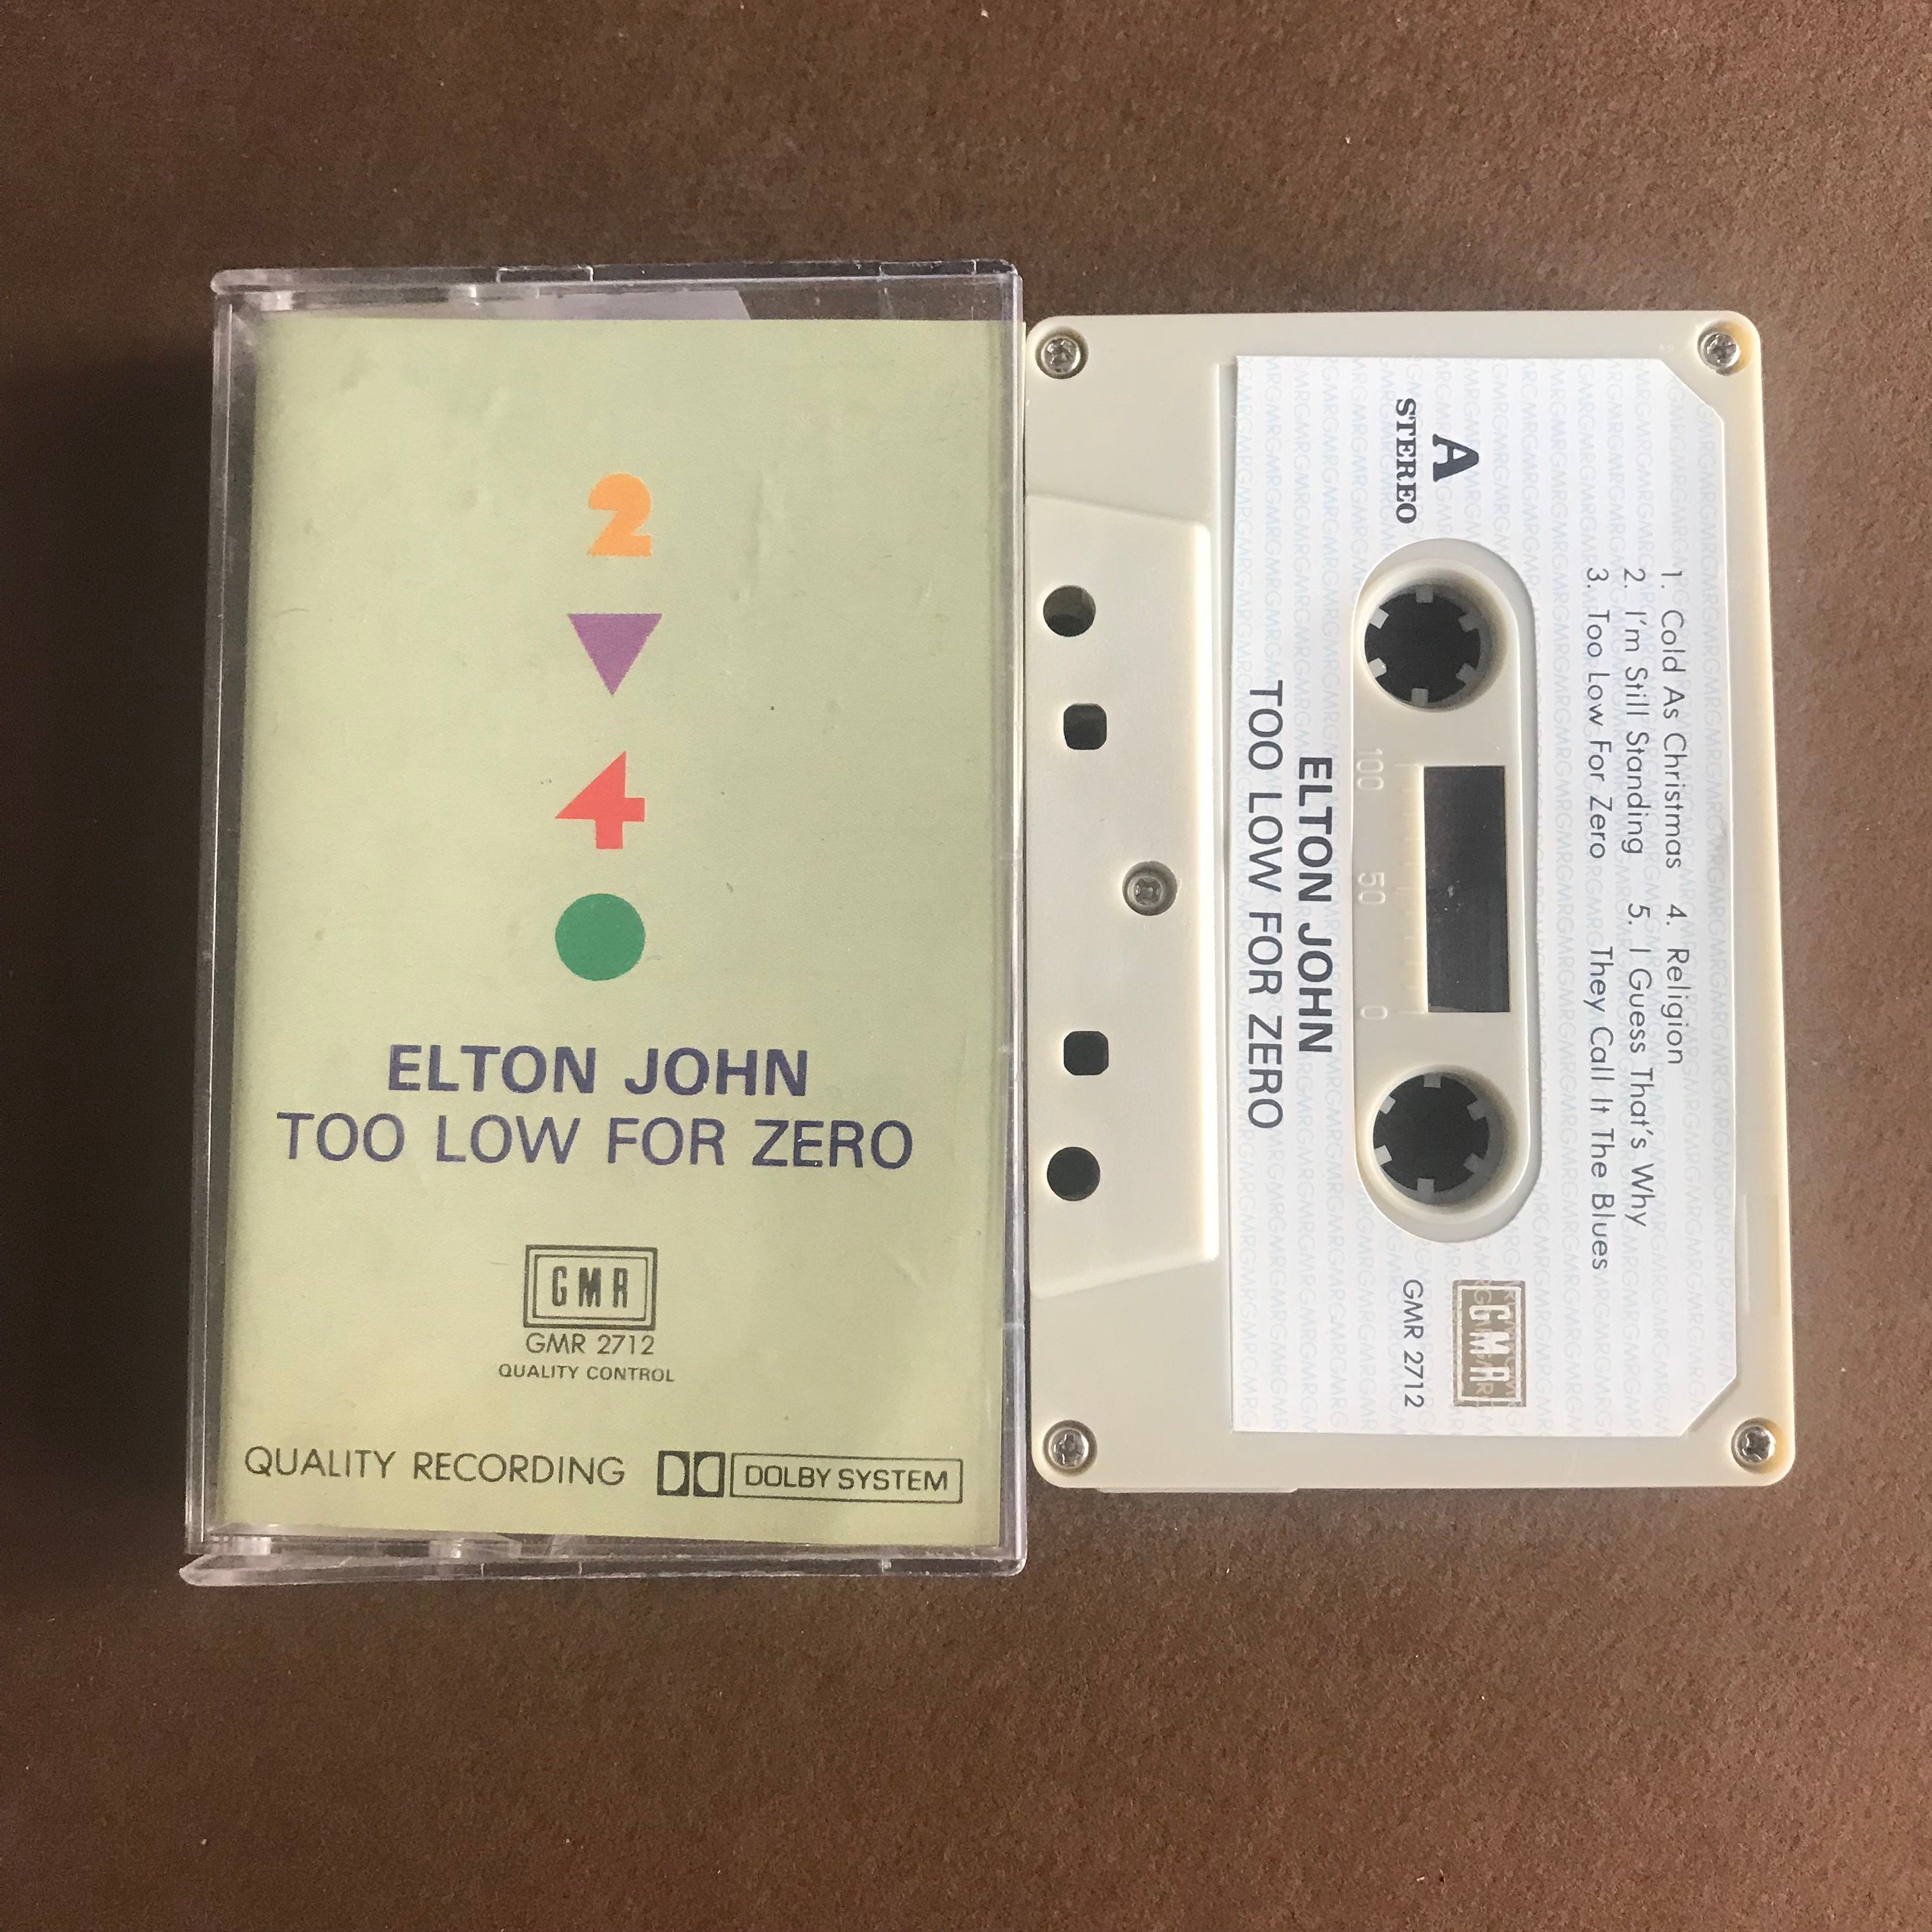 2
4
ELTON JOHN
TOO LOW FOR ZERO
GMR
GMR 2712
QUALITY CONTROL
QUALITY RECORDING DOLBY SYSTEM
1. Cold As Christmas
2. I'm Still Standing
3. Too Low For Zero
4. Religion
5. I Guess That's Why
They Call It The Blues
A
STEREO
GMR
GMR 2712
100 50 0
ELTON JOHN
TOO LOW FOR ZERO